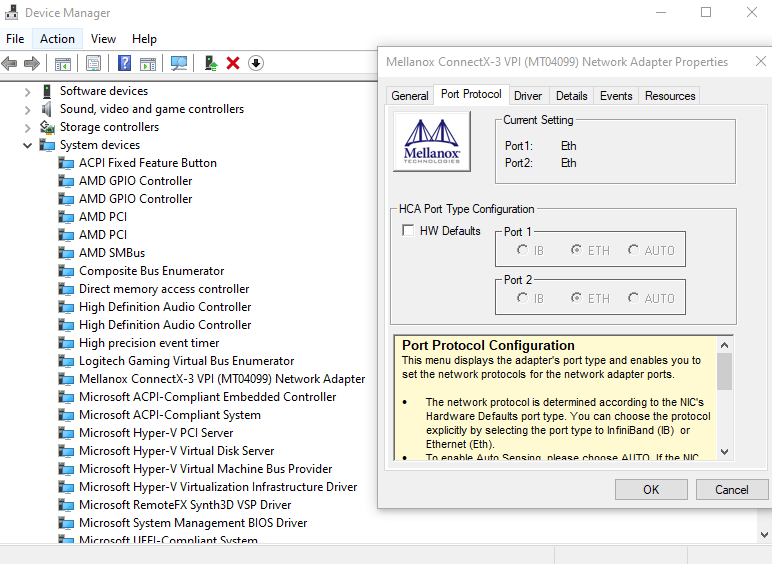 Device Manager
File Action View Help
Software devices
Sound, video and game controllers
Storage controllers
System devices
ACPI Fixed Feature Button
AMD GPIO Controller
AMD GPIO Controller
AMD PCI
AMD PCI
AMD SMBus
Composite Bus Enumerator
Direct memory access controller
High Definition Audio Controller
High Definition Audio Controller
High precision event timer
Logitech Gaming Virtual Bus Enumerator
Mellanox ConnectX-3 VPI (MT04099) Network Adapter
Microsoft ACPI-Compliant Embedded Controller
Microsoft ACPI-Compliant System
Microsoft Hyper-V PCI Server
Microsoft Hyper-V Virtual Disk Server
Microsoft Hyper-V Virtual Machine Bus Provider
Microsoft Hyper-V Virtualization Infrastructure Driver
Microsoft RemoteFX Synth3D VSP Driver
Microsoft System Management BIOS Driver
Microsoft UEFI-Compliant System
Mellanox ConnectX-3 VPI (MT04099) Network Adapter Properties
General Port Protocol Driver Details Events Resources
Mellanox
TECHNOLOGIES
Current Setting
Port1: Eth
Port2: Eth
HCA Port Type Configuration
HW Defaults
Port 1
IB ETH AUTO
Port 2
IB ETH AUTO
Port Protocol Configuration
This menu displays the adapter's port type and enables you to
set the network protocols for the network adapter ports.
• The network protocol is determined according to the NIC's
Hardware Defaults port type. You can choose the protocol
explicitly by selecting the port type to InfiniBand (IB) or
Ethernet (Eth).
• To enable Auto Sensing, please choose AUTO. If the NIC
OK Cancel